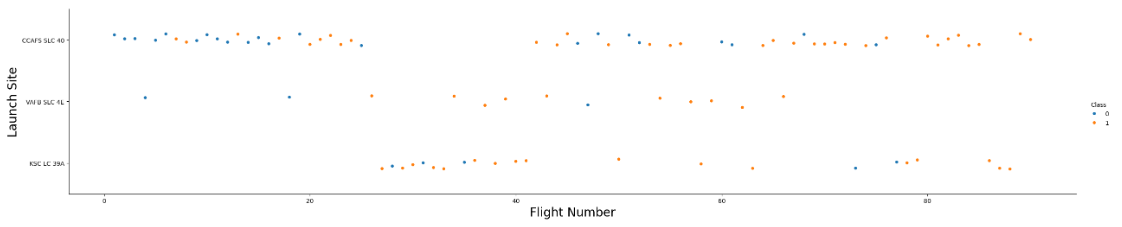 CCAFS SLC 40
VAFB SLC 4E
KSC LC 39A
Launch Site
0
20
40
60
80
Flight Number
Class
0
1